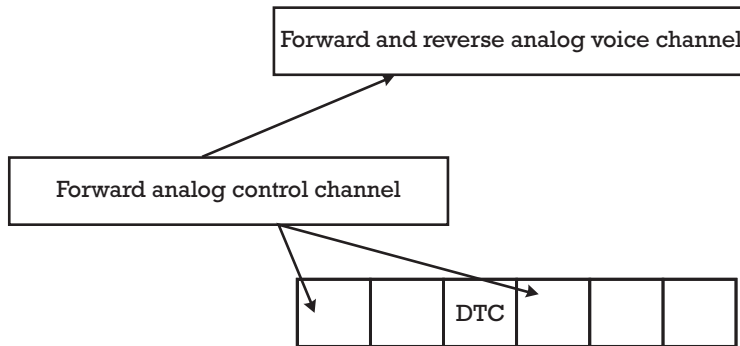 Forward and reverse analog voice channel
Forward analog control channel
DTC